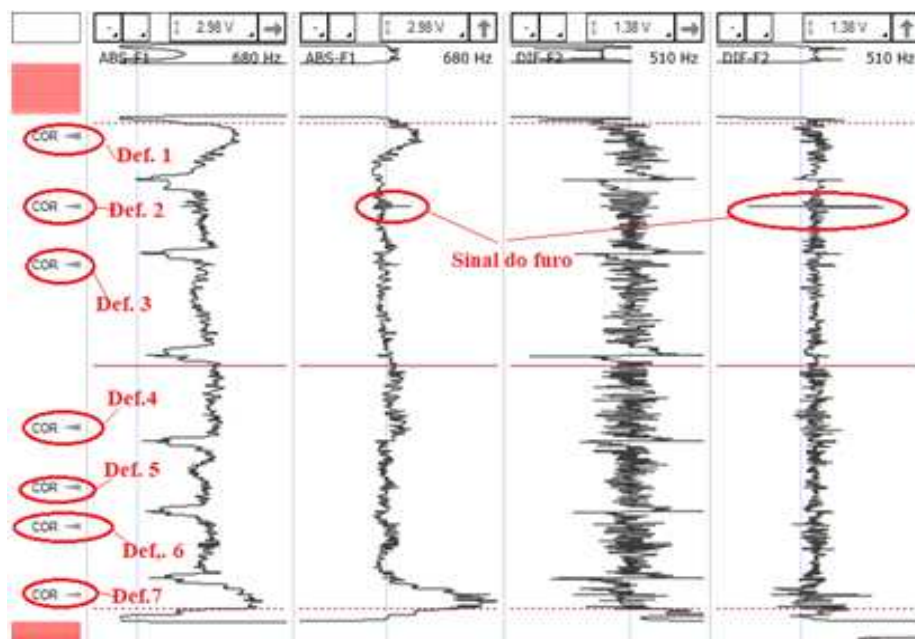 2.98 V
2.98 V
1.38 V
1.38 V
ABS-F1 680 Hz
ABS-F1 680 Hz
DIF-F2 510 Hz
DIF-F2 510 Hz
COR
Def. 1
COR
Def. 2
Sinal do furo
COR
Def. 3
Def.4
COR
Def. 5
COR
COR
Def,. 6
COR
Def.7